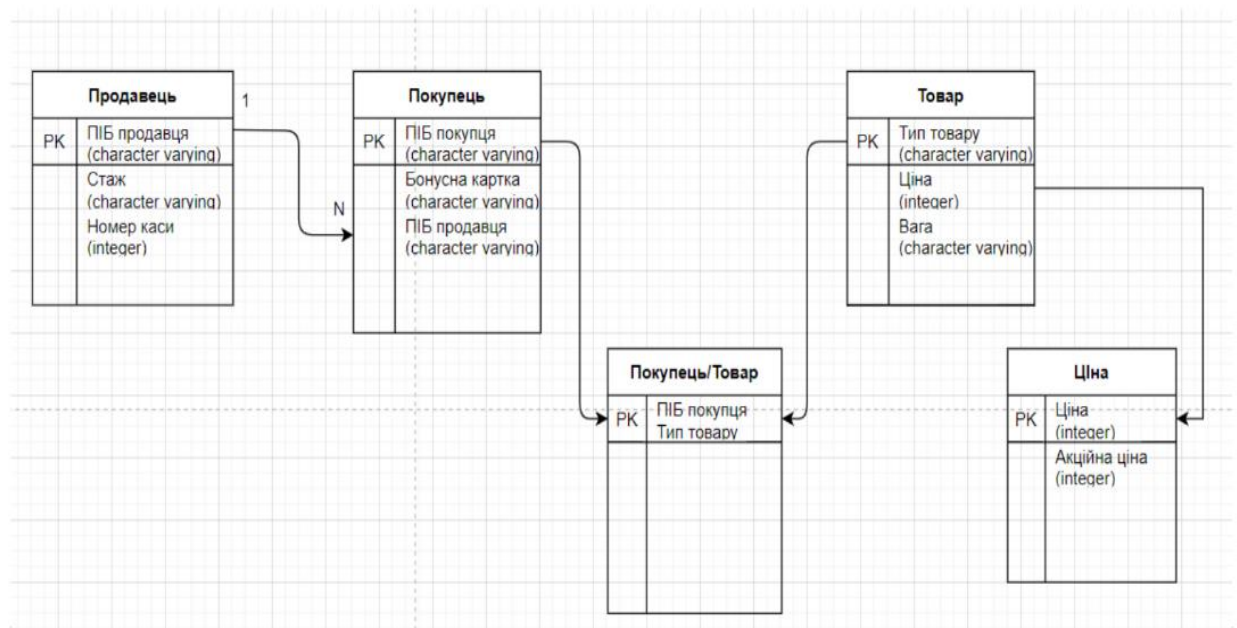 Продавець
1
PK
ПІБ продавця
(character varying)
Стаж
(character varying)
Номер каси
(integer)
N
Покупець
PK
ПІБ покупця
(character varying)
Бонусна картка
(character varying)
ПІБ продавця
(character varying)
Товар
PK
Тип товару
(character varying)
Ціна
(integer)
Вага
(character varying)
Покупець/Товар
PK
ПІБ покупця
Тип товару
ЦІна
PK
Ціна
(integer)
Акційна ціна
(integer)